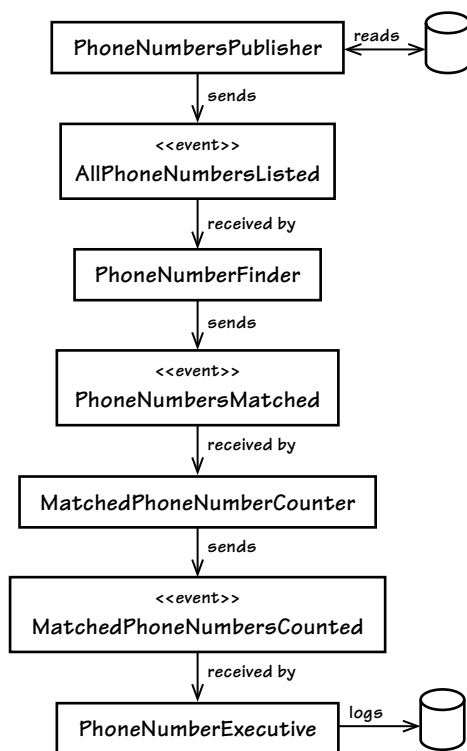 PhoneNumbersPublisher
reads
sends
<<event>>
AllPhoneNumbersListed
received by
PhoneNumberFinder
sends
<<event>>
PhoneNumbersMatched
received by
MatchedPhoneNumberCounter
sends
<<event>>
MatchedPhoneNumbersCounted
received by
PhoneNumberExecutive
logs